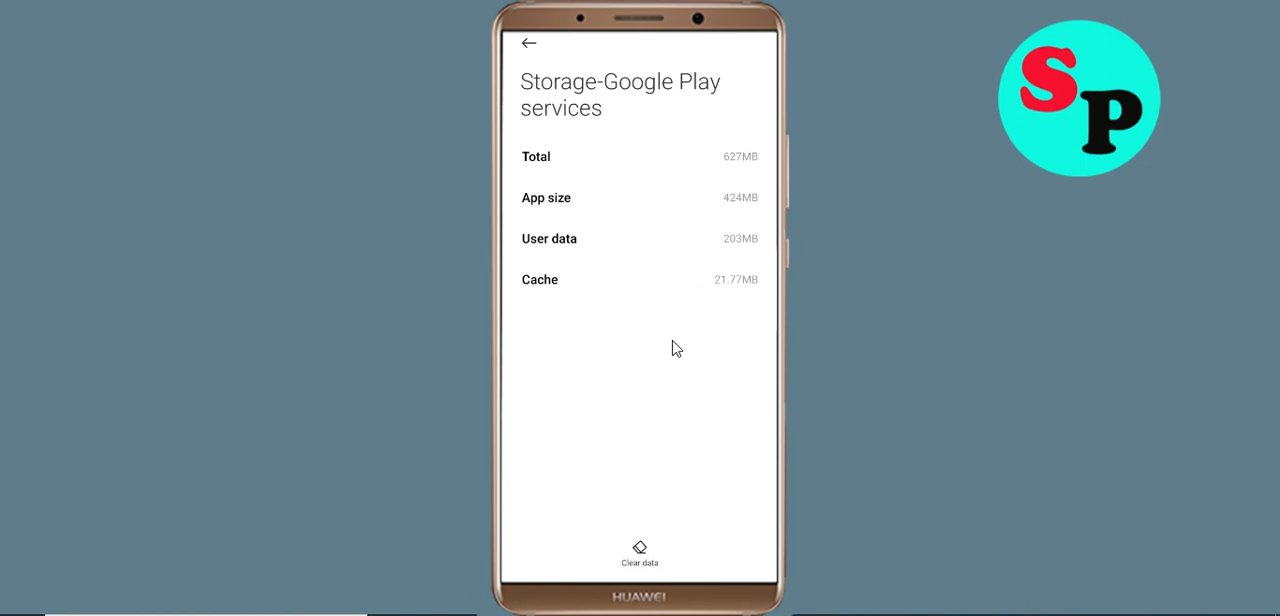 Storage-Google Play
services
Total 627MB
App size 424MB
User data 203MB
Cache 21.77MB
Clear data
HUAWEI
SP